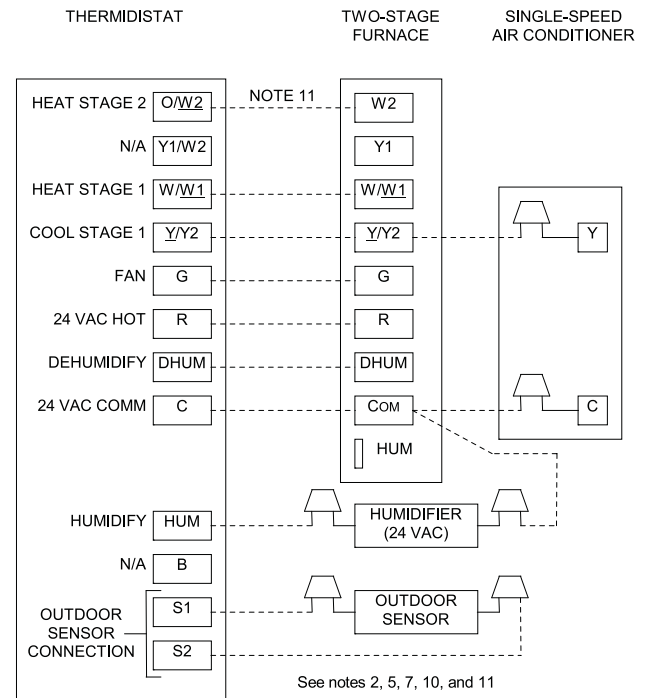 THERMIDISTAT
TWO-STAGE
FURNACE
SINGLE-SPEED
AIR CONDITIONER
HEAT STAGE 2 O/W2 NOTE 11 W2
N/A Y1/W2 Y1
HEAT STAGE 1 W/W1 W/W1
COOL STAGE 1 Y/Y2 Y/Y2 Y
FAN G G
24 VAC HOT R R
DEHUMIDIFY DHUM DHUM
24 VAC COMM C COM C
HUM
HUMIDIFY HUM HUMIDIFIER
(24 VAC)
N/A B
OUTDOOR
SENSOR
CONNECTION
S1
S2
OUTDOOR
SENSOR
See notes 2, 5, 7, 10, and 11